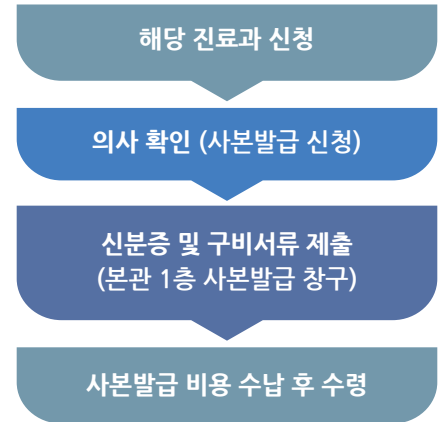 해당 진료과 신청
의사 확인 (사본발급 신청)
신분증 및 구비서류 제출
(본관 1층 사본발급 창구)
사본발급 비용 수납 후 수령